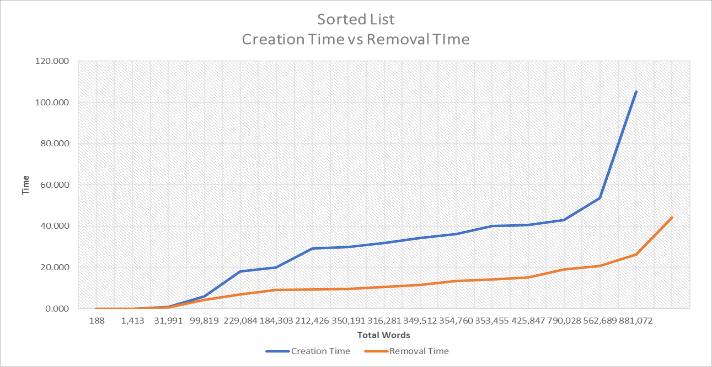 Sorted List
Creation Time vs Removal TIme
120.000
100.000
80.000
60.000
40.000
20.000
0.000
Time
188 1,413 31,991 99,819 229,084 184,303 212,426 350,191 316,281 349,512 354,760 353,455 425,847 790,028 562,689 881,072
Total Words
Creation Time Removal Time